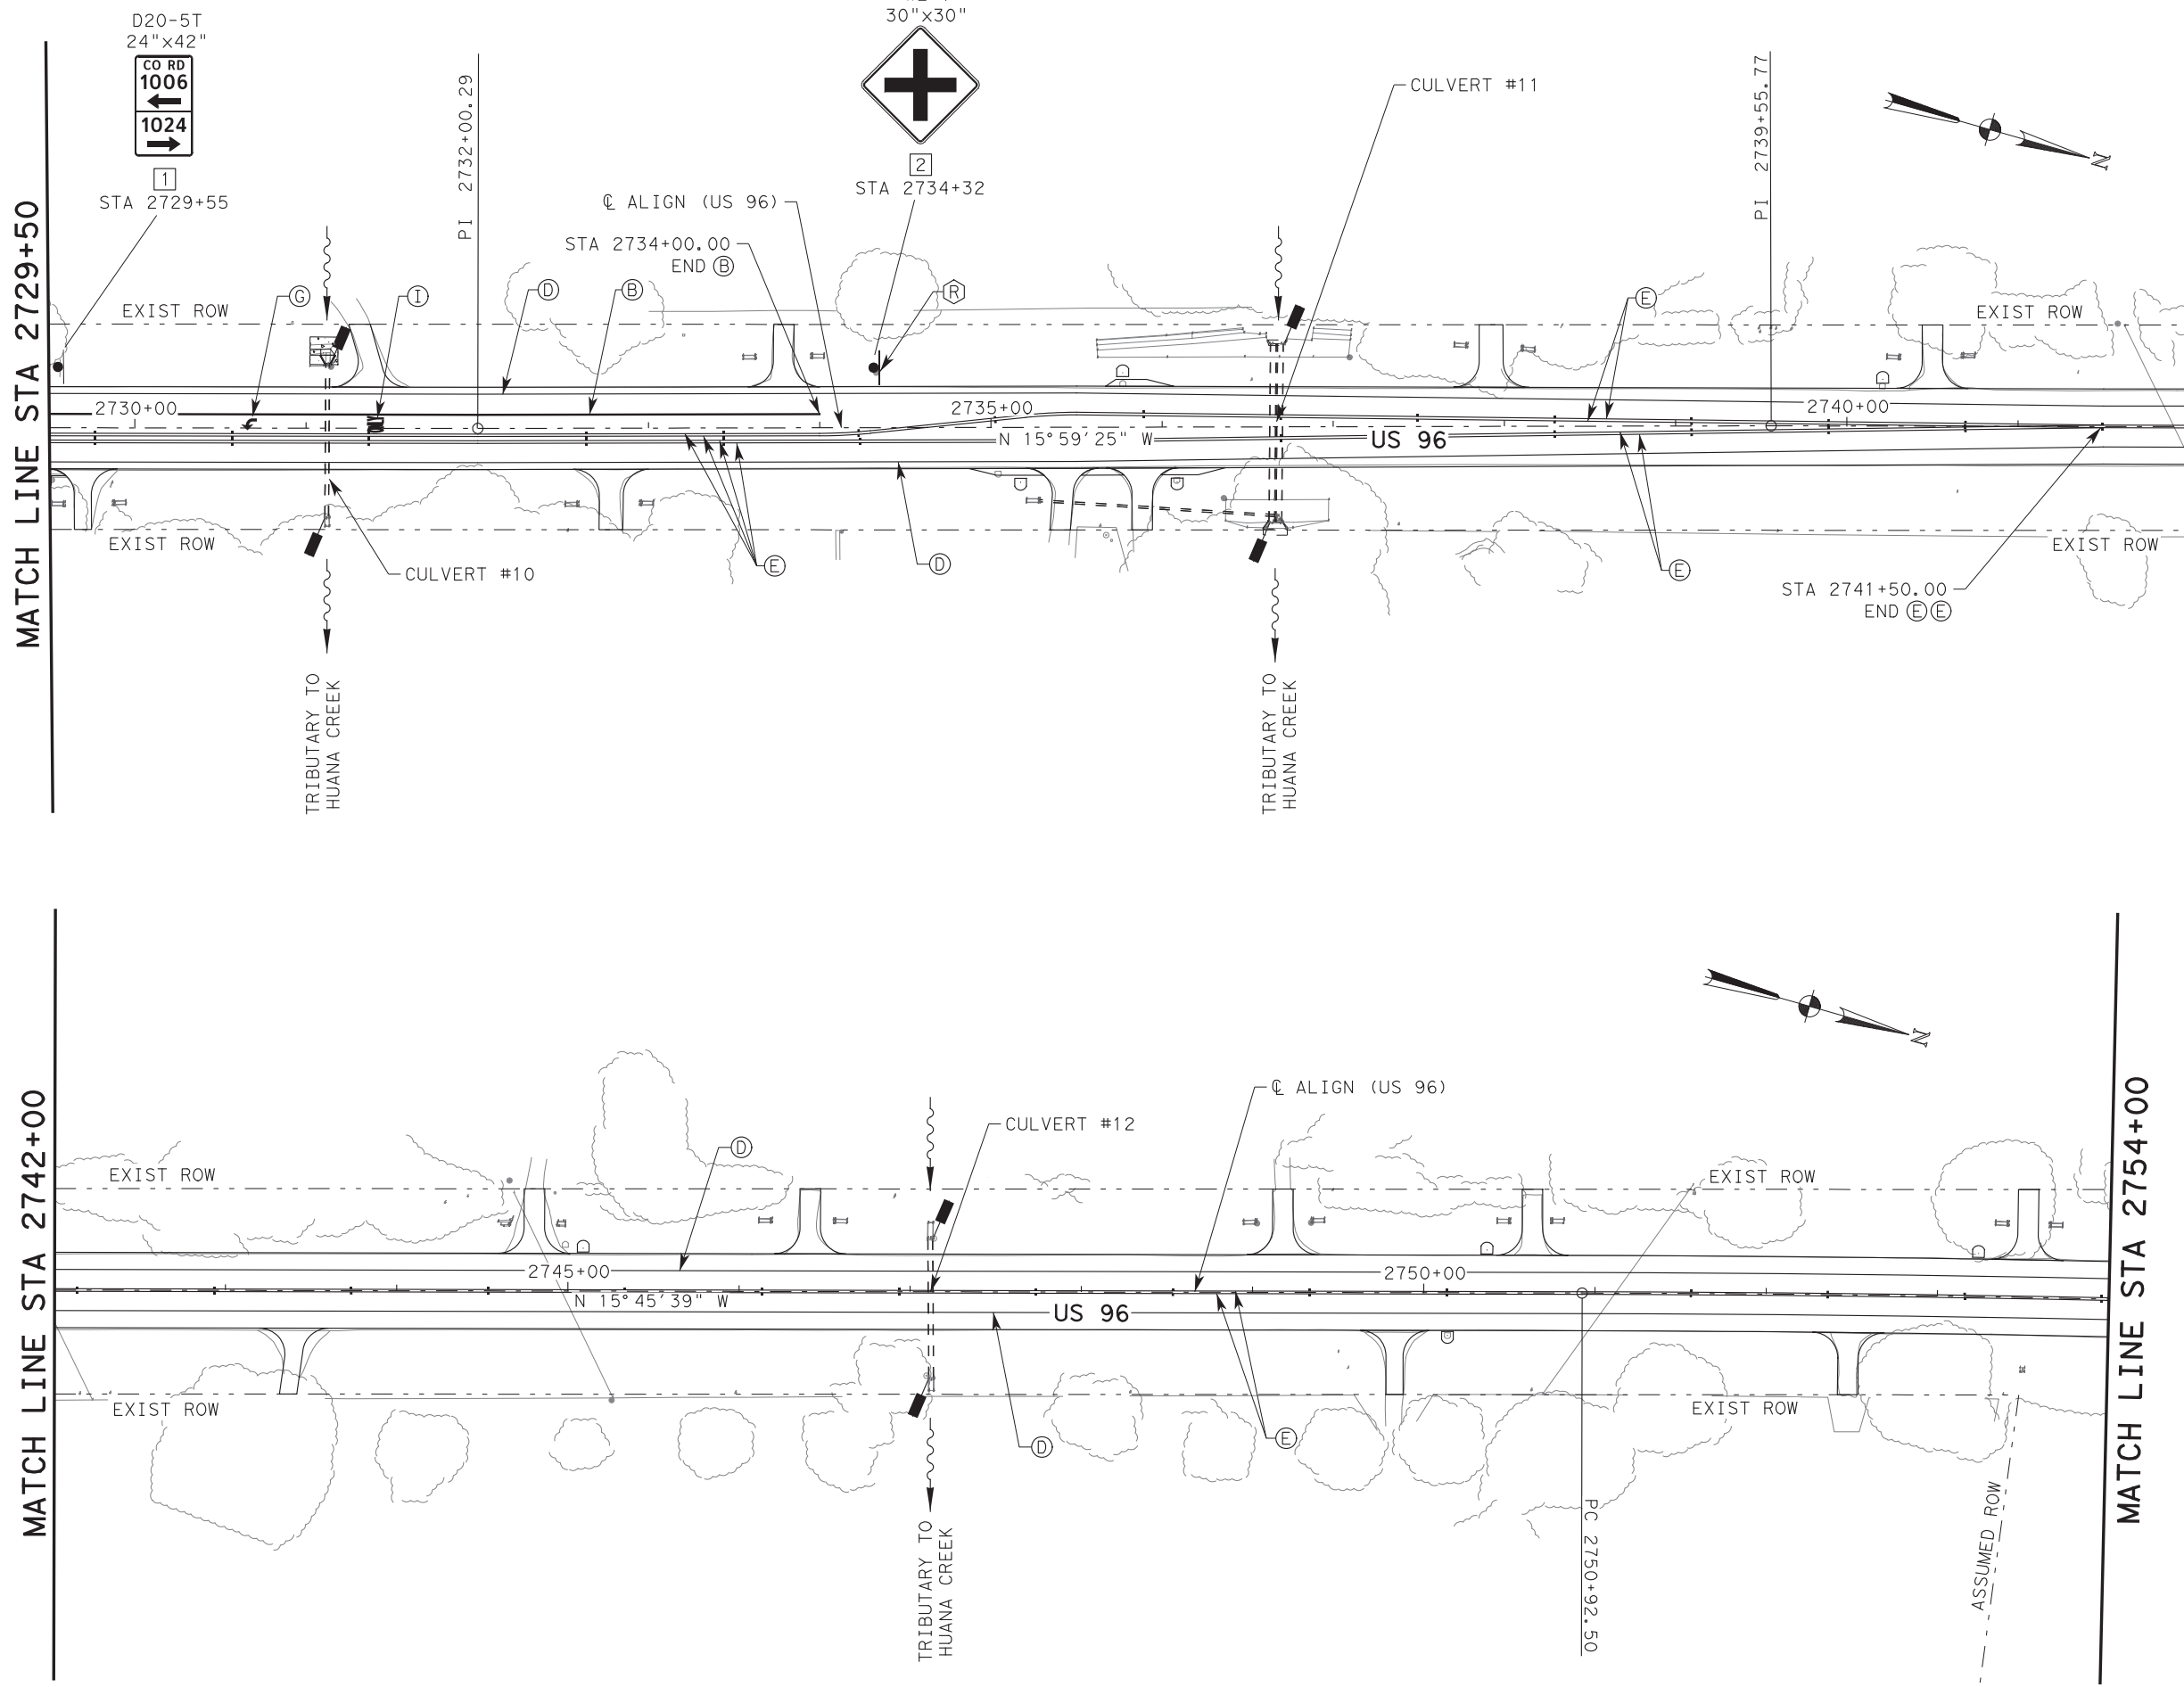 D20-5T
24"x42"
CO RD
1006
1024
1
STA 2729+55
30"x30"
2
STA 2734+32
PI 2732+00.29
℄ ALIGN (US 96)
STA 2734+00.00
END B
CULVERT #11
PI 2739+55.77
N
MATCH LINE STA 2729+50
EXIST ROW
G
I
D
B
R
E
EXIST ROW
2730+00
2735+00
2740+00
N 15°59'25" W
US 96
EXIST ROW
CULVERT #10
E
D
E
EXIST ROW
STA 2741+50.00
END E E
TRIBUTARY TO
HUANA CREEK
TRIBUTARY TO
HUANA CREEK
N
MATCH LINE STA 2742+00
℄ ALIGN (US 96)
CULVERT #12
D
EXIST ROW
EXIST ROW
2745+00
2750+00
N 15°45'39" W
US 96
EXIST ROW
EXIST ROW
D
E
TRIBUTARY TO
HUANA CREEK
PC 2750+92.50
ASSUMED ROW
MATCH LINE STA 2754+00